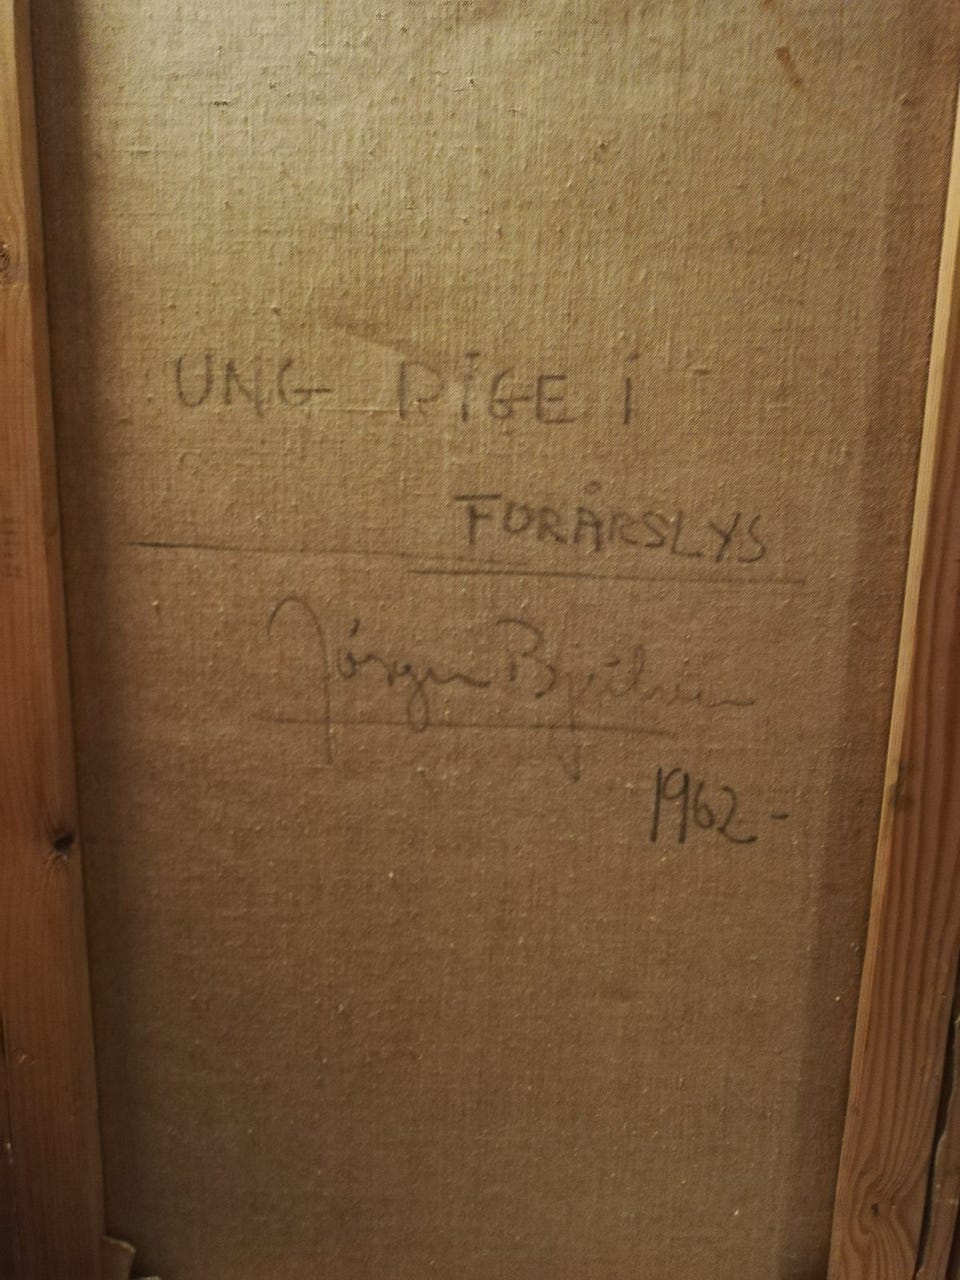 UNG PIGE I
FORÅRSLYS
Jörgen
1962-